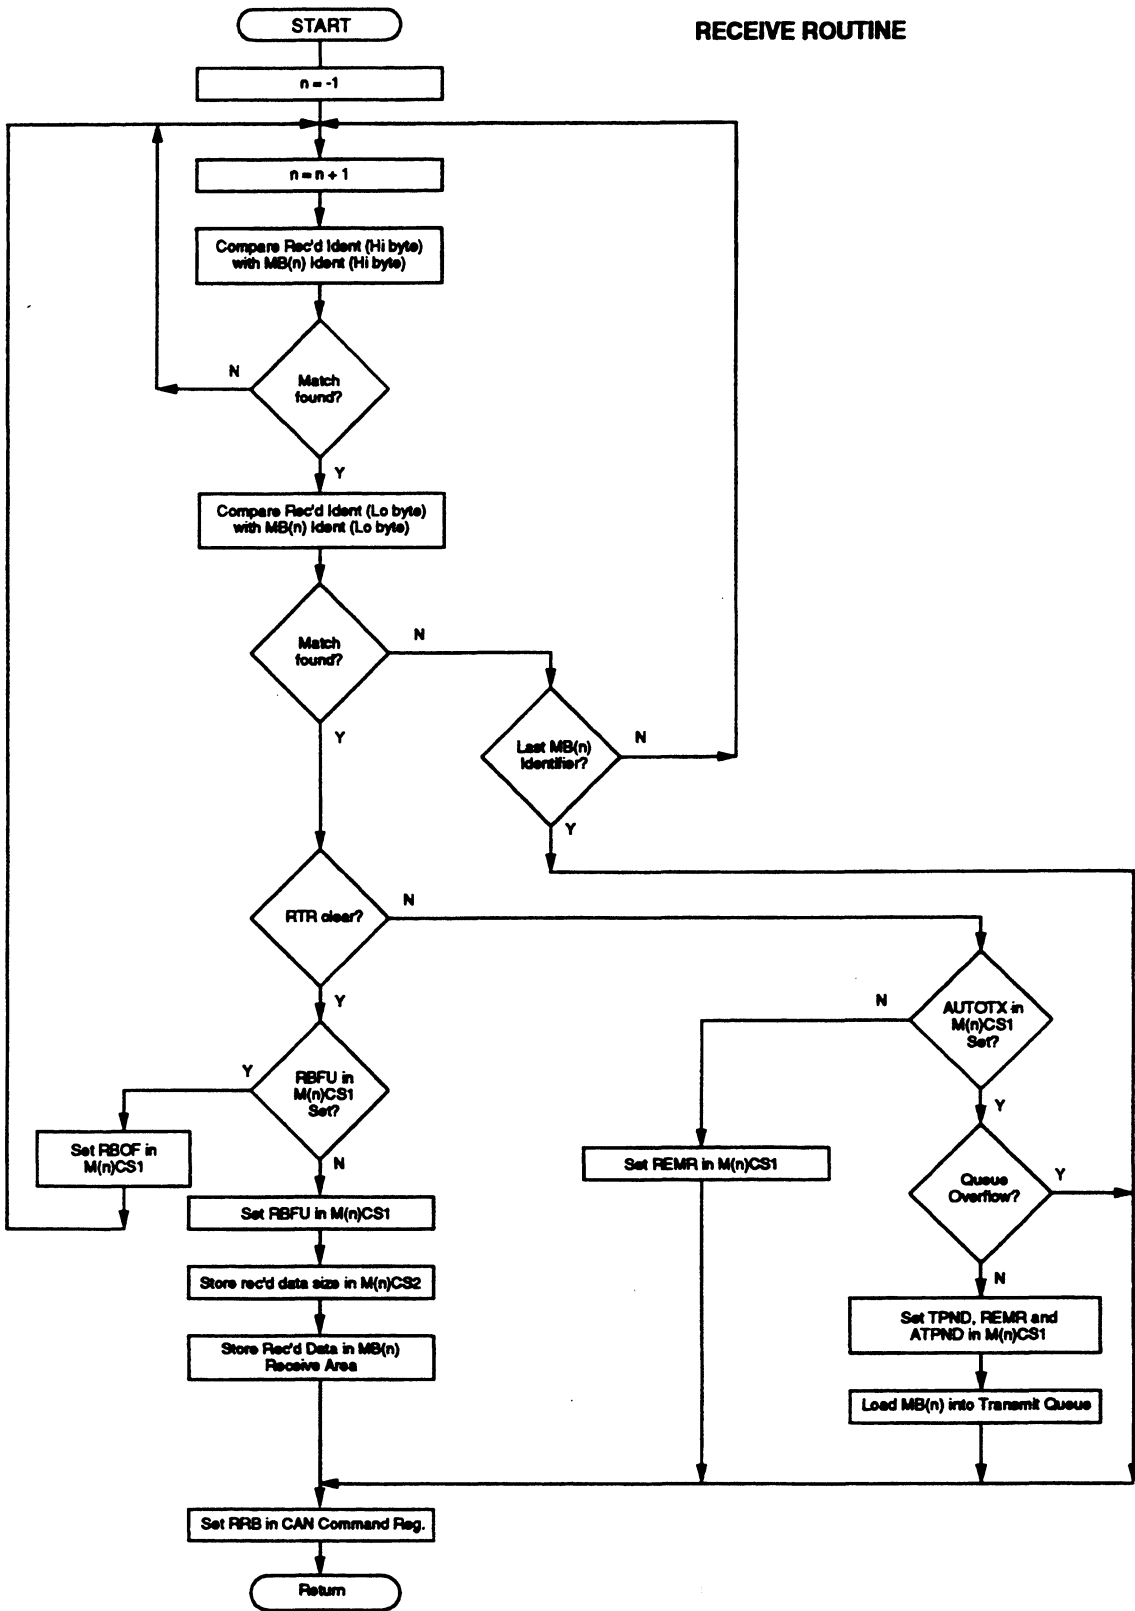 START
RECEIVE ROUTINE
n = -1
n = n + 1
Compare Rec'd Ident (Hi byte)
with MB(n) Ident (Hi byte)
N
Match
found?
Y
Compare Rec'd Ident (Lo byte)
with MB(n) Ident (Lo byte)
Match
found?
N
Y
Last MB(n)
Identifier?
N
Y
RTR clear?
N
Y
AUTOTX in
M(n)CS1
Set?
N
Y
RBFU in
M(n)CS1
Set?
Y
N
Set RBOF in
M(n)CS1
Set REMR in M(n)CS1
Queue
Overflow?
Y
N
Set RBFU in M(n)CS1
Store rec'd data size in M(n)CS2
Set TPND, REMR and
ATPND in M(n)CS1
Store Rec'd Data in MB(n)
Receive Area
Load MB(n) into Transmit Queue
Set RRB in CAN Command Reg.
Return